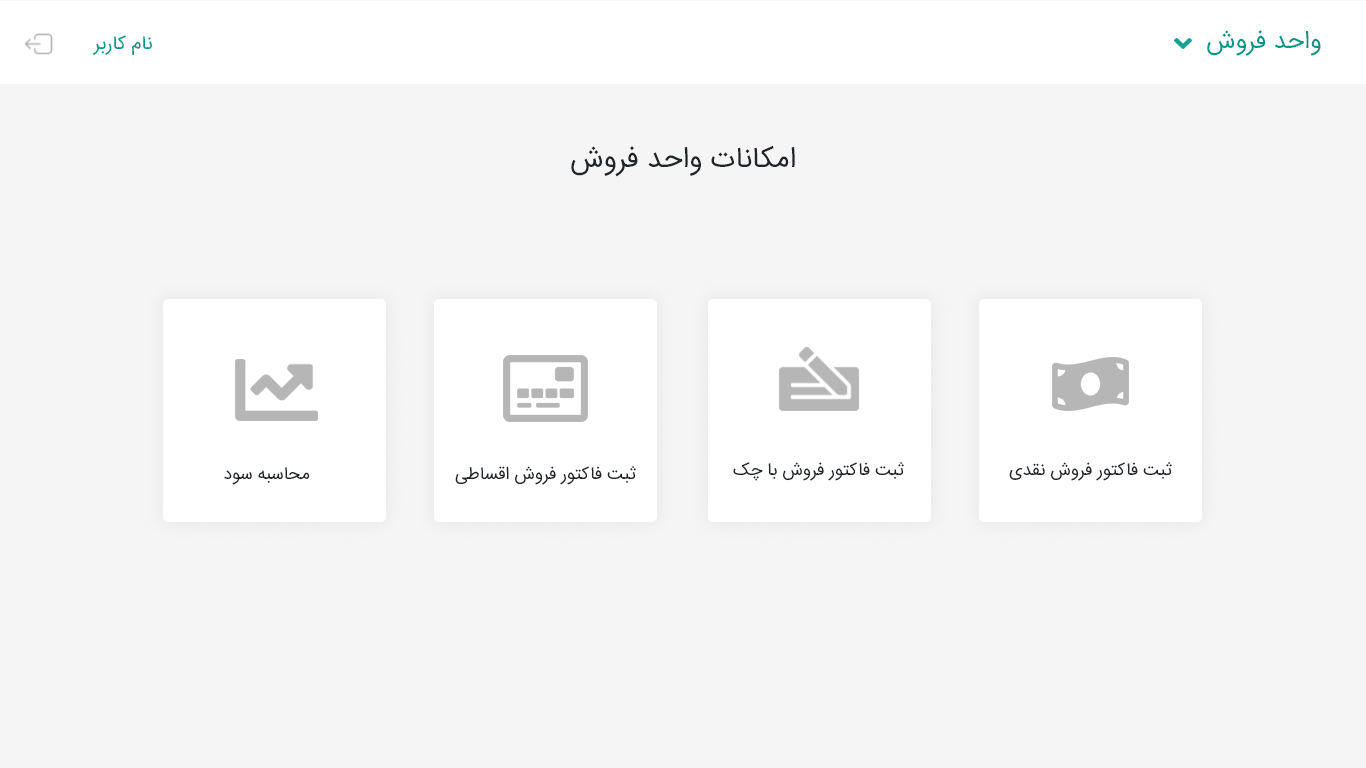 واحد فروش
نام کاربر
امکانات واحد فروش
ثبت فاکتور فروش نقدی
ثبت فاکتور فروش با چک
ثبت فاکتور فروش اقساطی
محاسبه سود